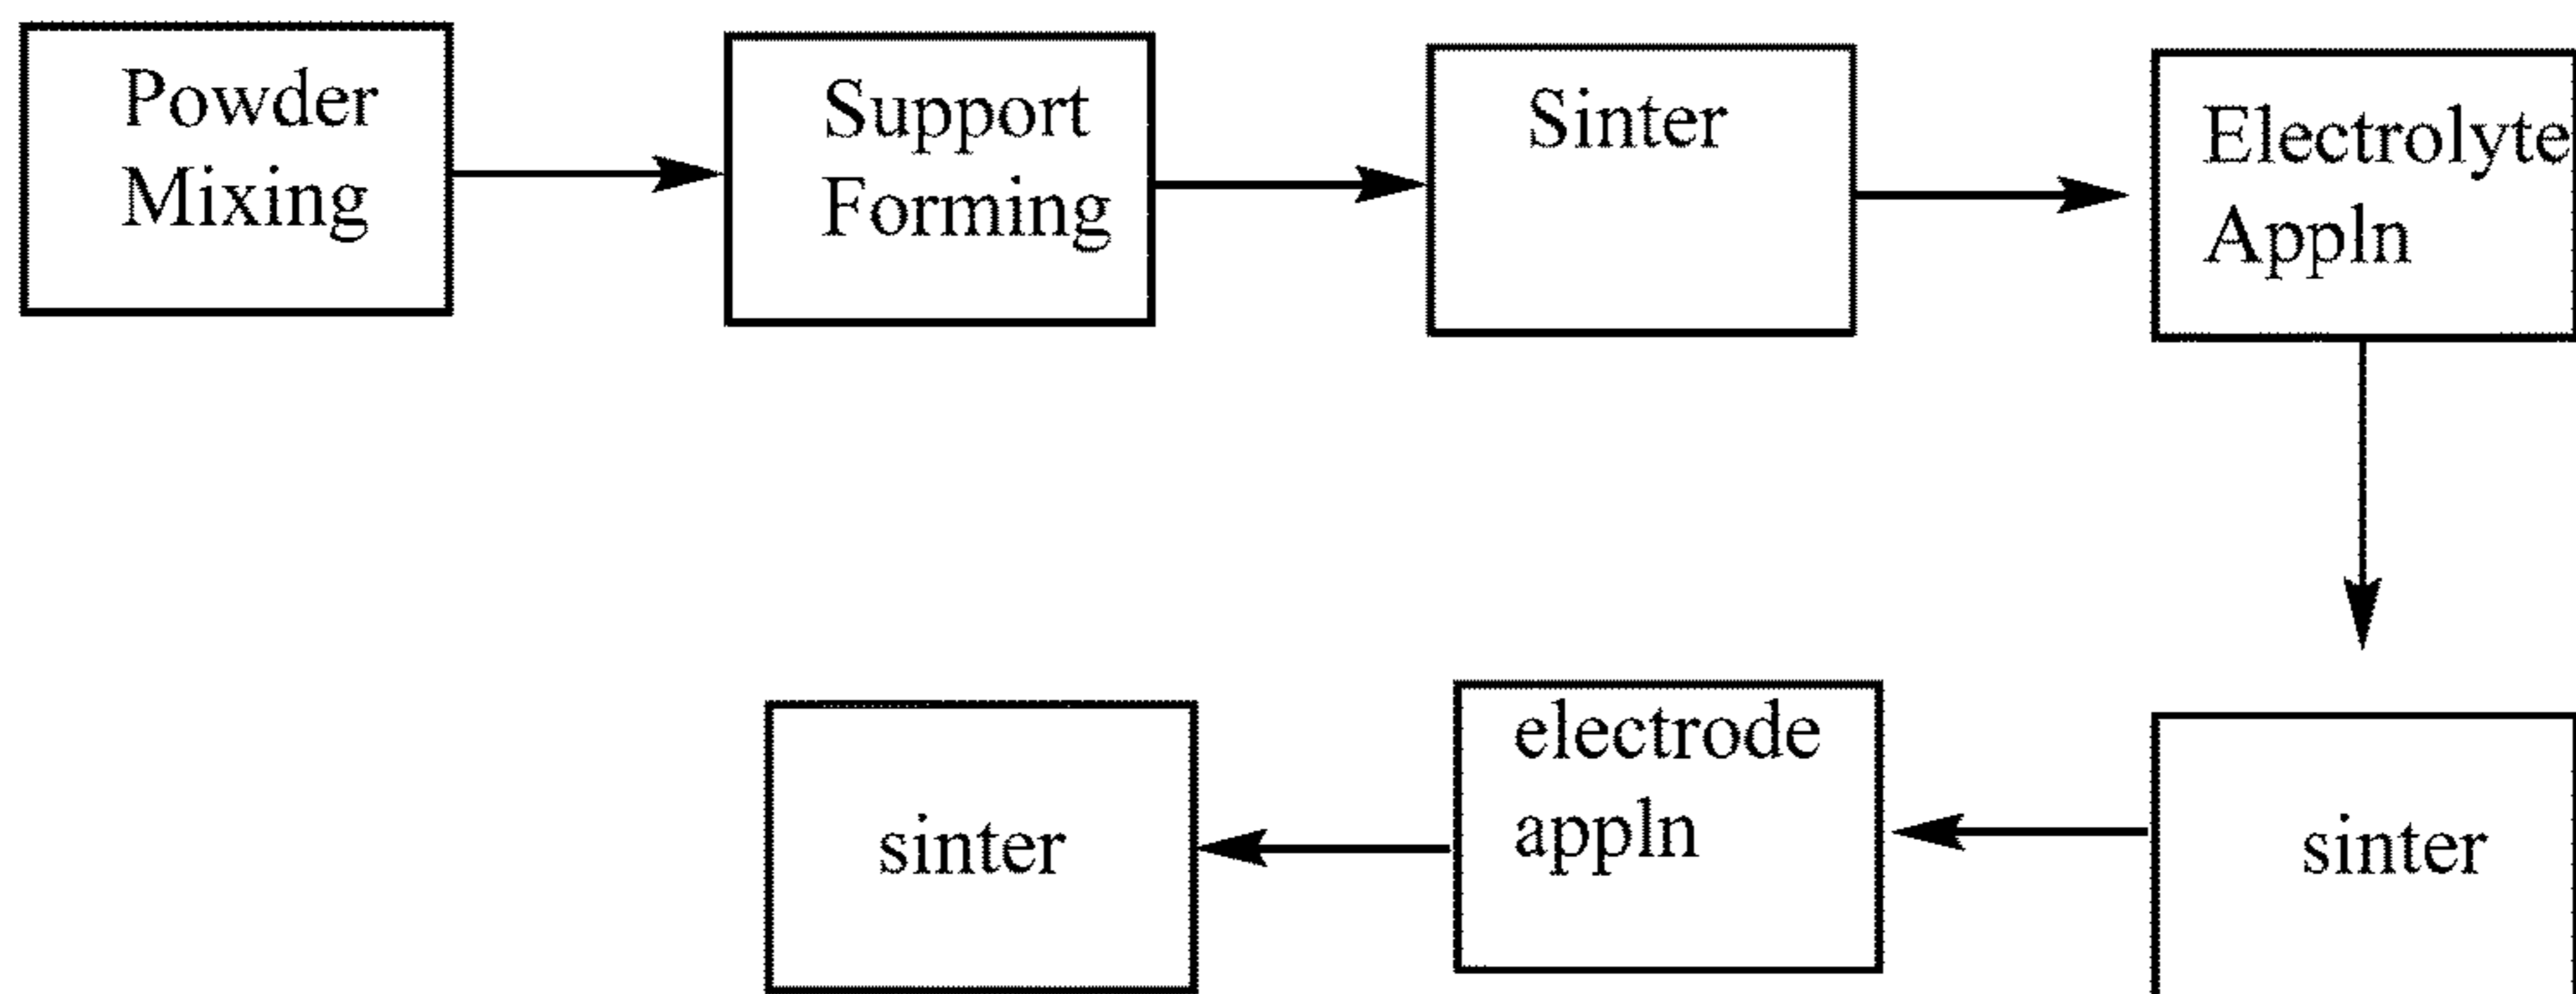 Powder
Mixing
Support
Forming
Sinter
Electrolyte
Appln
sinter
electrode
appln
sinter